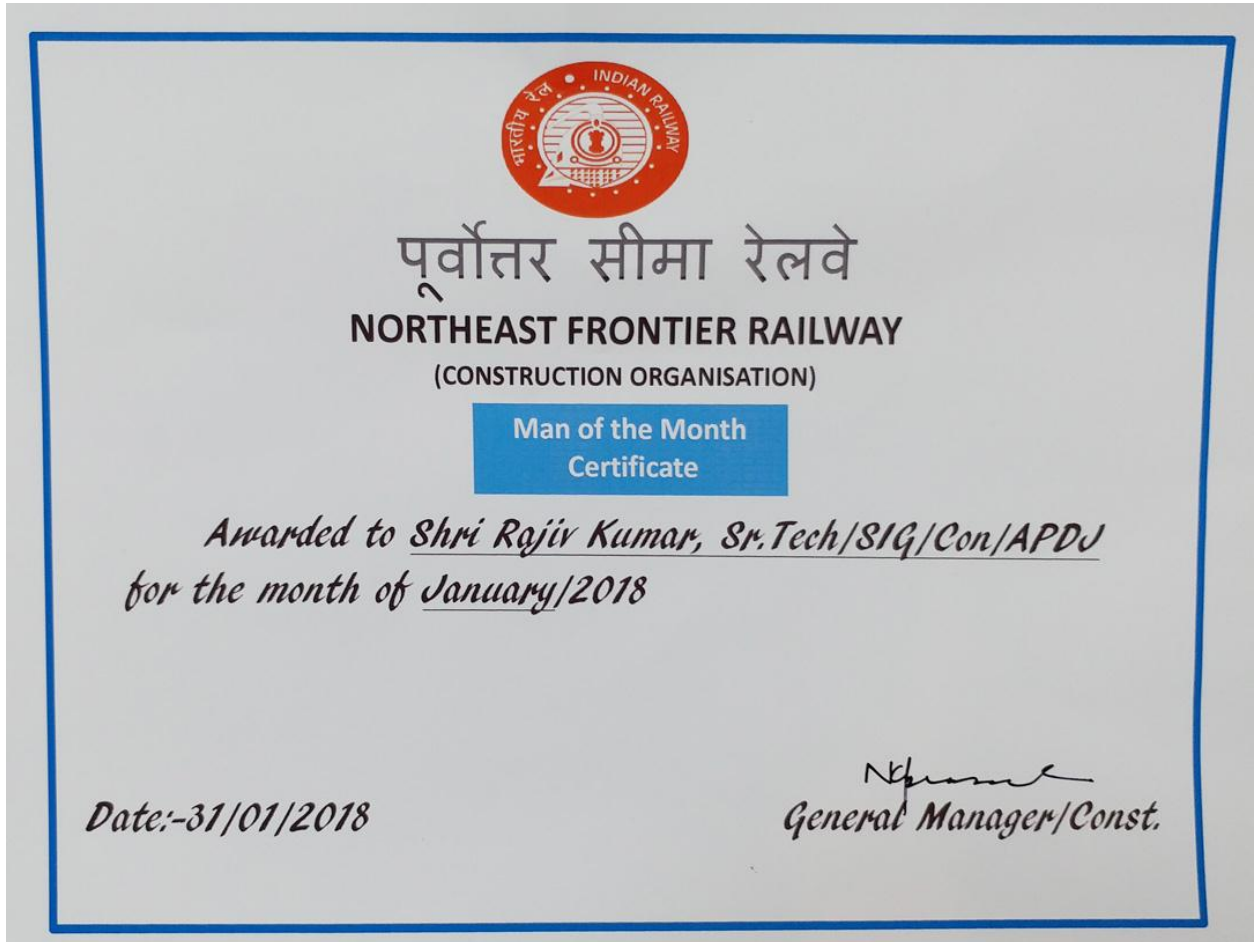 भारतीय रेल • INDIAN RAILWAY
पूर्वोत्तर सीमा रेलवे
NORTHEAST FRONTIER RAILWAY
(CONSTRUCTION ORGANISATION)
Man of the Month
Certificate
Awarded to Shri Rajiv Kumar, Sr.Tech/SIG/Con/APDJ
for the month of January/2018
Date:-31/01/2018
General Manager/Const.